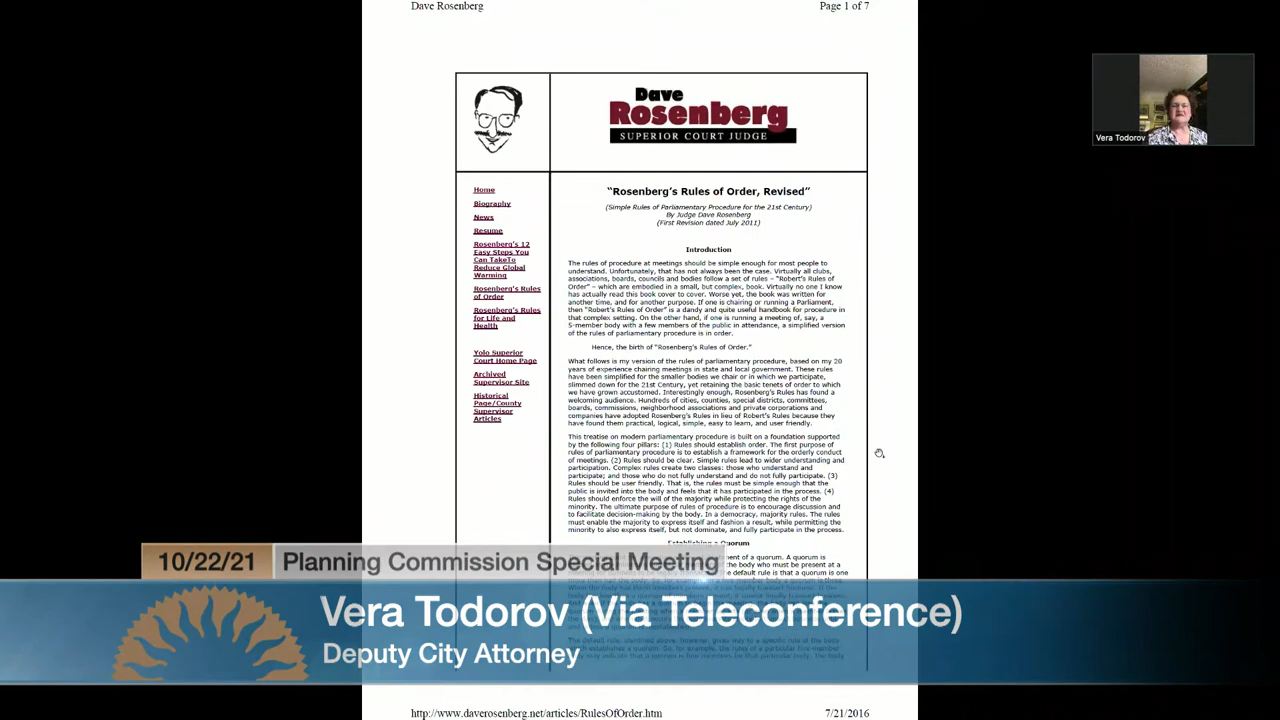 Dave Rosenberg
Page 1 of 7
Dave
Rosenberg
SUPERIOR COURT JUDGE
Vera Todorov
Home
Biography
News
Resume
Rosenberg's 12
Easy Steps You
Can TakeTo
Reduce Global
Warming
Rosenberg's Rules
of Order
Rosenberg's Rules
for Life and
Health
Yolo Superior
Court Home Page
Archived
Supervisor Site
Historical
Page/County
Supervisor
Articles
"Rosenberg's Rules of Order, Revised"
(Simple Rules of Parliamentary Procedure for the 21st Century)
By Judge Dave Rosenberg
(First Revision dated July 2011)
Introduction
The rules of procedure at meetings should be simple enough for most people to
understand. Unfortunately, that has not always been the case. Virtually all clubs,
associations, boards, councils and bodies follow a set of rules – "Robert's Rules of
Order" – which are embodied in a small, but complex, book. Virtually no one I know
has actually read this book cover to cover. Worse yet, the book was written for
another time, and for another purpose. If one is chairing or running a Parliament,
then "Robert's Rules of Order" is a dandy and quite useful handbook for procedure in
that complex setting. On the other hand, if one is running a meeting of, say, a
5-member body with a few members of the public in attendance, a simplified version
of the rules of parliamentary procedure is in order.
Hence, the birth of "Rosenberg's Rules of Order."
What follows is my version of the rules of parliamentary procedure, based on my 20
years of experience chairing meetings in state and local government. These rules
have been simplified for the smaller bodies we chair or in which we participate,
slimmed down for the 21st Century, yet retaining the basic tenets of order to which
we have grown accustomed. Interestingly enough, Rosenberg's Rules has found a
welcoming audience. Hundreds of cities, counties, special districts, committees,
boards, commissions, neighborhood associations and private corporations and
companies have adopted Rosenberg's Rules in lieu of Robert's Rules because they
have found them practical, logical, simple, easy to learn, and user friendly.
This treatise on modern parliamentary procedure is built on a foundation supported
by the following four pillars: (1) Rules should establish order. The first purpose of
rules of parliamentary procedure is to establish a framework for the orderly conduct
of meetings. (2) Rules should be clear. Simple rules lead to wider understanding and
participation. Complex rules create two classes: those who understand and
participate; and those who do not fully understand and do not fully participate. (3)
Rules should be user friendly. That is, the rules must be simple enough that the
public is invited into the body and feels that it has participated in the process. (4)
Rules should enforce the will of the majority while protecting the rights of the
minority. The ultimate purpose of rules of procedure is to encourage discussion and
to facilitate decision-making by the body. In a democracy, majority rules. The rules
must enable the majority to express itself and fashion a result, while permitting the
minority to also express itself, but not dominate, and fully participate in the process.
Establishing a Quorum
ment of a quorum. A quorum is
the body who must be present at a
default rule is that a quorum is one
10/22/21
Planning Commission Special Meeting
Vera Todorov (Via Teleconference)
Deputy City Attorney
http://www.daverosenberg.net/articles/RulesOfOrder.htm
7/21/2016